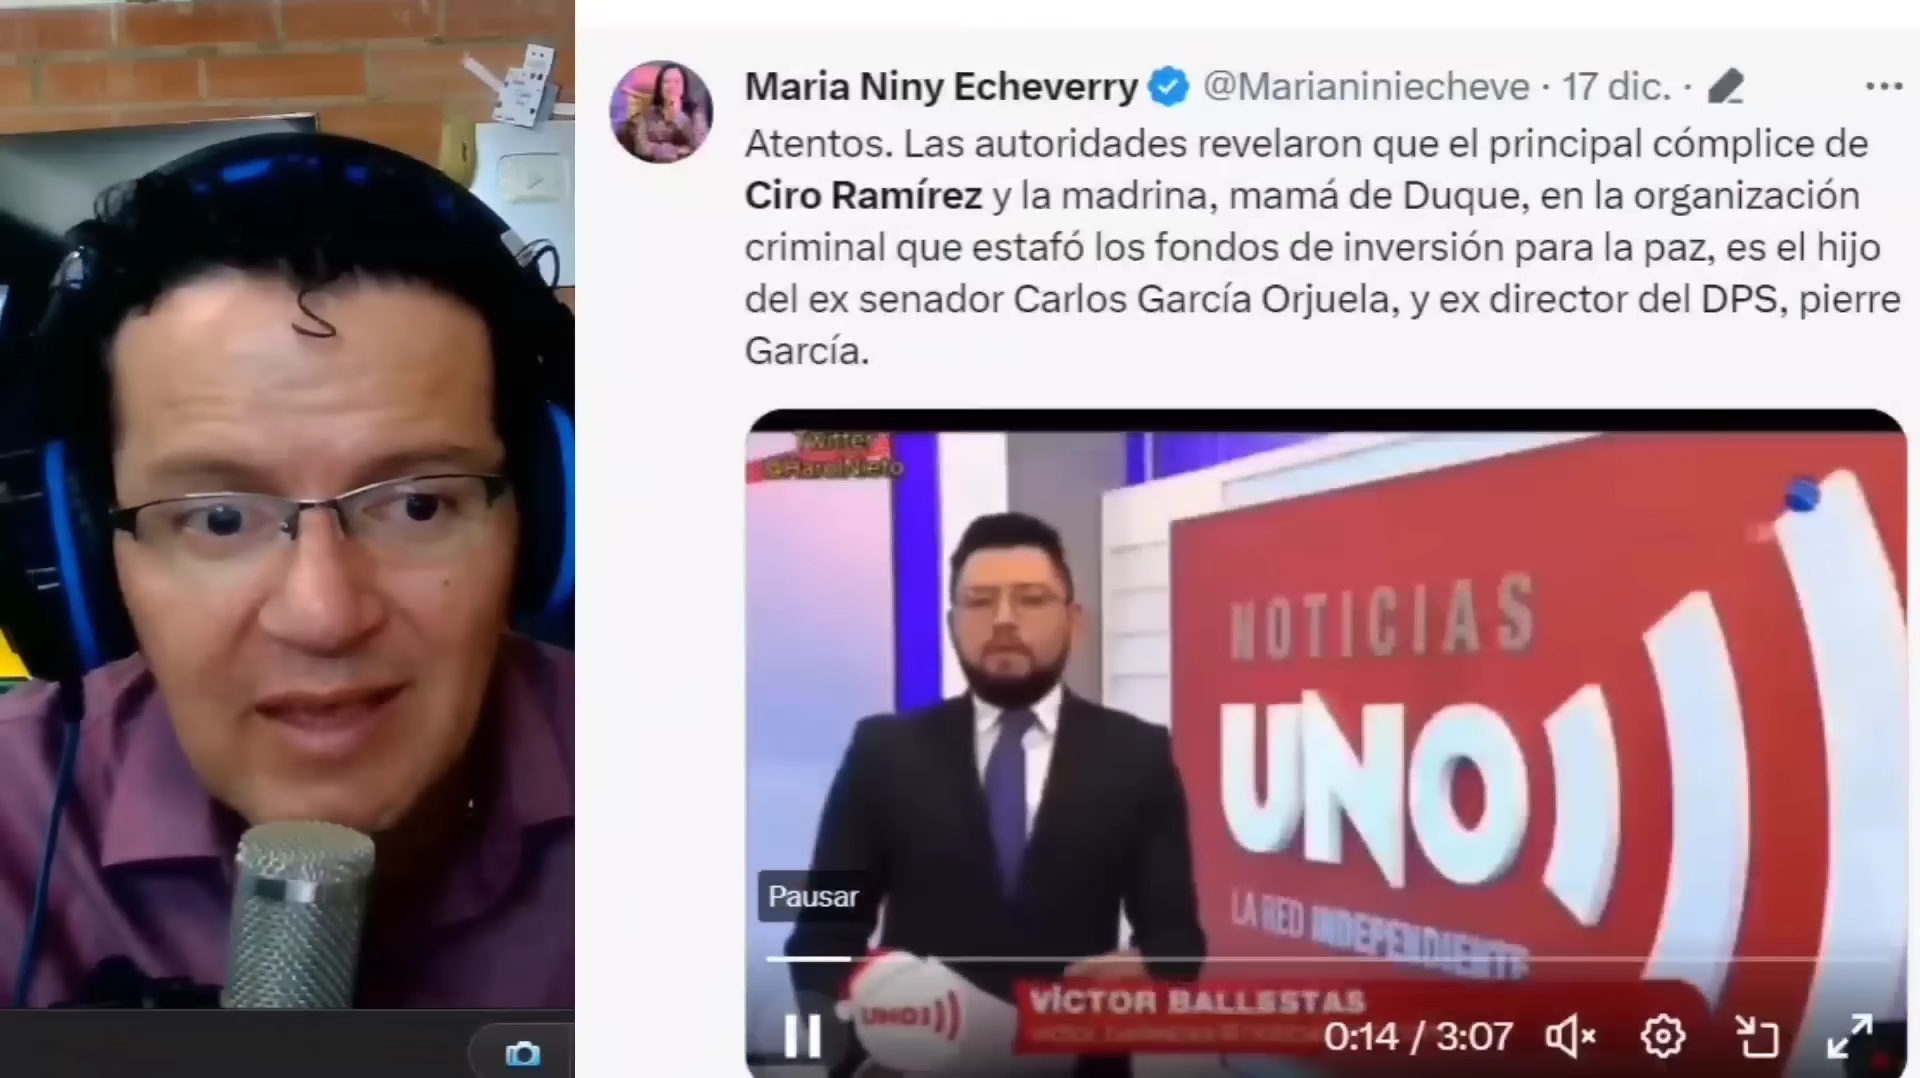 Maria Niny Echeverry @Marianiniecheve · 17 dic. ·
Atentos. Las autoridades revelaron que el principal cómplice de
Ciro Ramírez y la madrina, mamá de Duque, en la organización
criminal que estafó los fondos de inversión para la paz, es el hijo
del ex senador Carlos García Orjuela, y ex director del DPS, pierre
García.
Twitter
@HarolNieto
NOTICIAS
UNO
LA RED INDEPENDIENTE
Pausar
UNO
VÍCTOR BALLESTAS
0:14 / 3:07